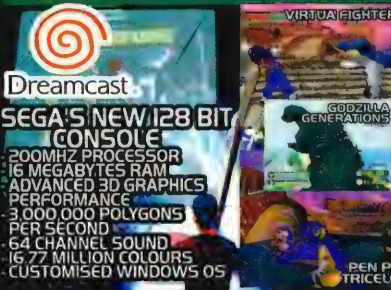 Dreamcast
SEGA'S NEW 128 BIT
CONSOLE
- 200MHZ PROCESSOR
- 16 MEGABYTES RAM
- ADVANCED 3D GRAPHICS
PERFORMANCE
- 3,000,000 POLYGONS
PER SECOND
- 64 CHANNEL SOUND
- 16.77 MILLION COLOURS
- CUSTOMISED WINDOWS OS
VIRTUA FIGHTER
GODZILLA
GENERATIONS
PEN